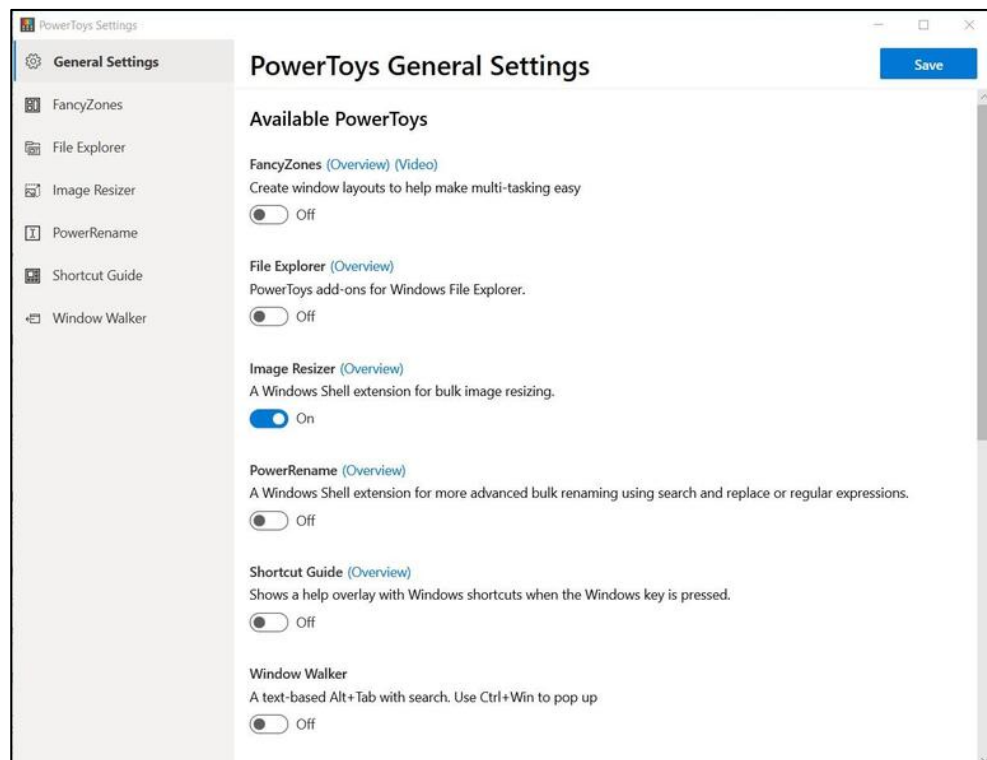 PowerToys Settings
General Settings
FancyZones
File Explorer
Image Resizer
PowerRename
Shortcut Guide
Window Walker
PowerToys General Settings
Save
Available PowerToys
FancyZones (Overview) (Video)
Create window layouts to help make multi-tasking easy
Off
File Explorer (Overview)
PowerToys add-ons for Windows File Explorer.
Off
Image Resizer (Overview)
A Windows Shell extension for bulk image resizing.
On
PowerRename (Overview)
A Windows Shell extension for more advanced bulk renaming using search and replace or regular expressions.
Off
Shortcut Guide (Overview)
Shows a help overlay with Windows shortcuts when the Windows key is pressed.
Off
Window Walker
A text-based Alt+Tab with search. Use Ctrl+Win to pop up
Off